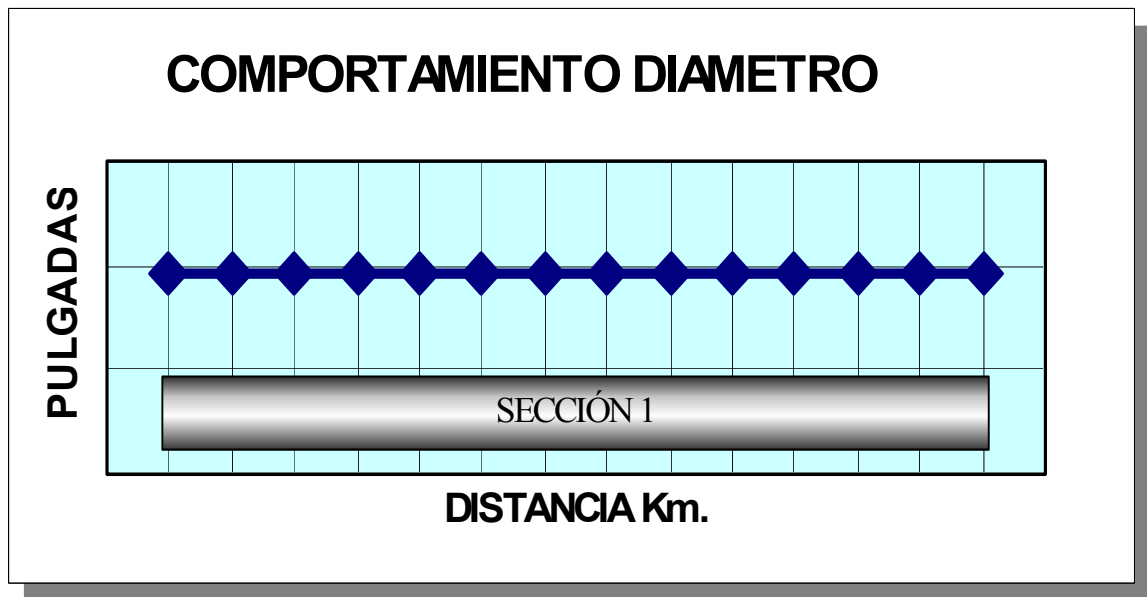 COMPORTAMIENTO DIAMETRO
PULGADAS
SECCIÓN 1
DISTANCIA Km.